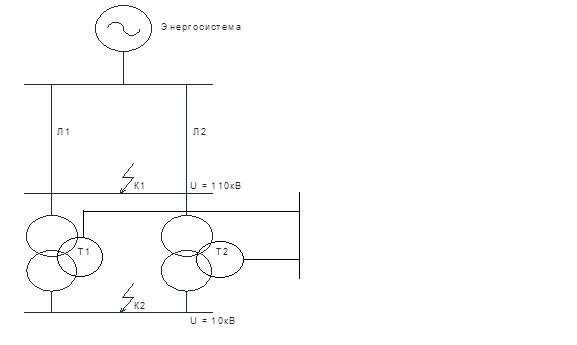 Энергосистема
Л1
Л2
К1
U = 110кВ
Т1
Т2
К2
U = 10кВ